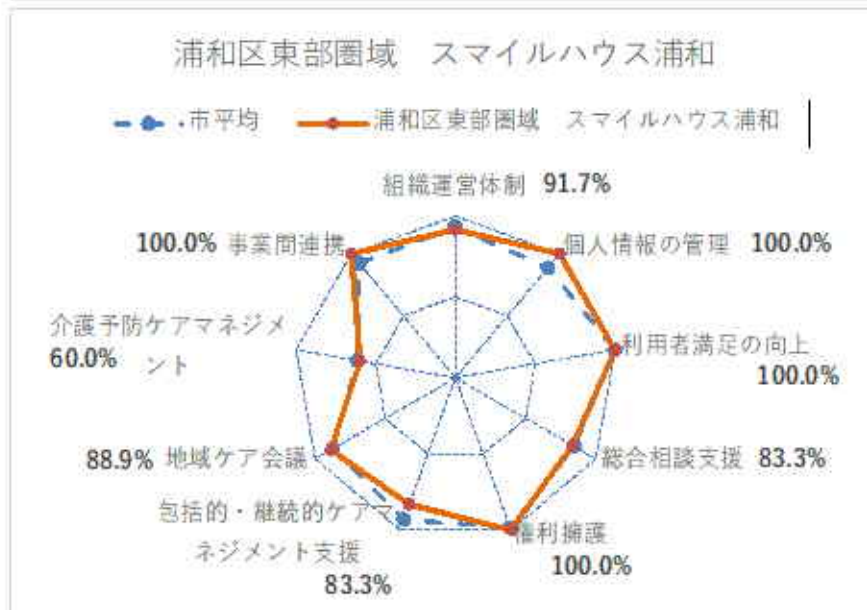 浦和区東部圏域　スマイルハウス浦和
市平均
浦和区東部圏域　スマイルハウス浦和
組織運営体制 91.7%
100.0% 事業間連携
個人情報の管理 100.0%
介護予防ケアマネジメ
ント
60.0%
利用者満足の向上
100.0%
88.9% 地域ケア会議
総合相談支援 83.3%
包括的・継続的ケアマ
ネジメント支援
83.3%
権利擁護
100.0%